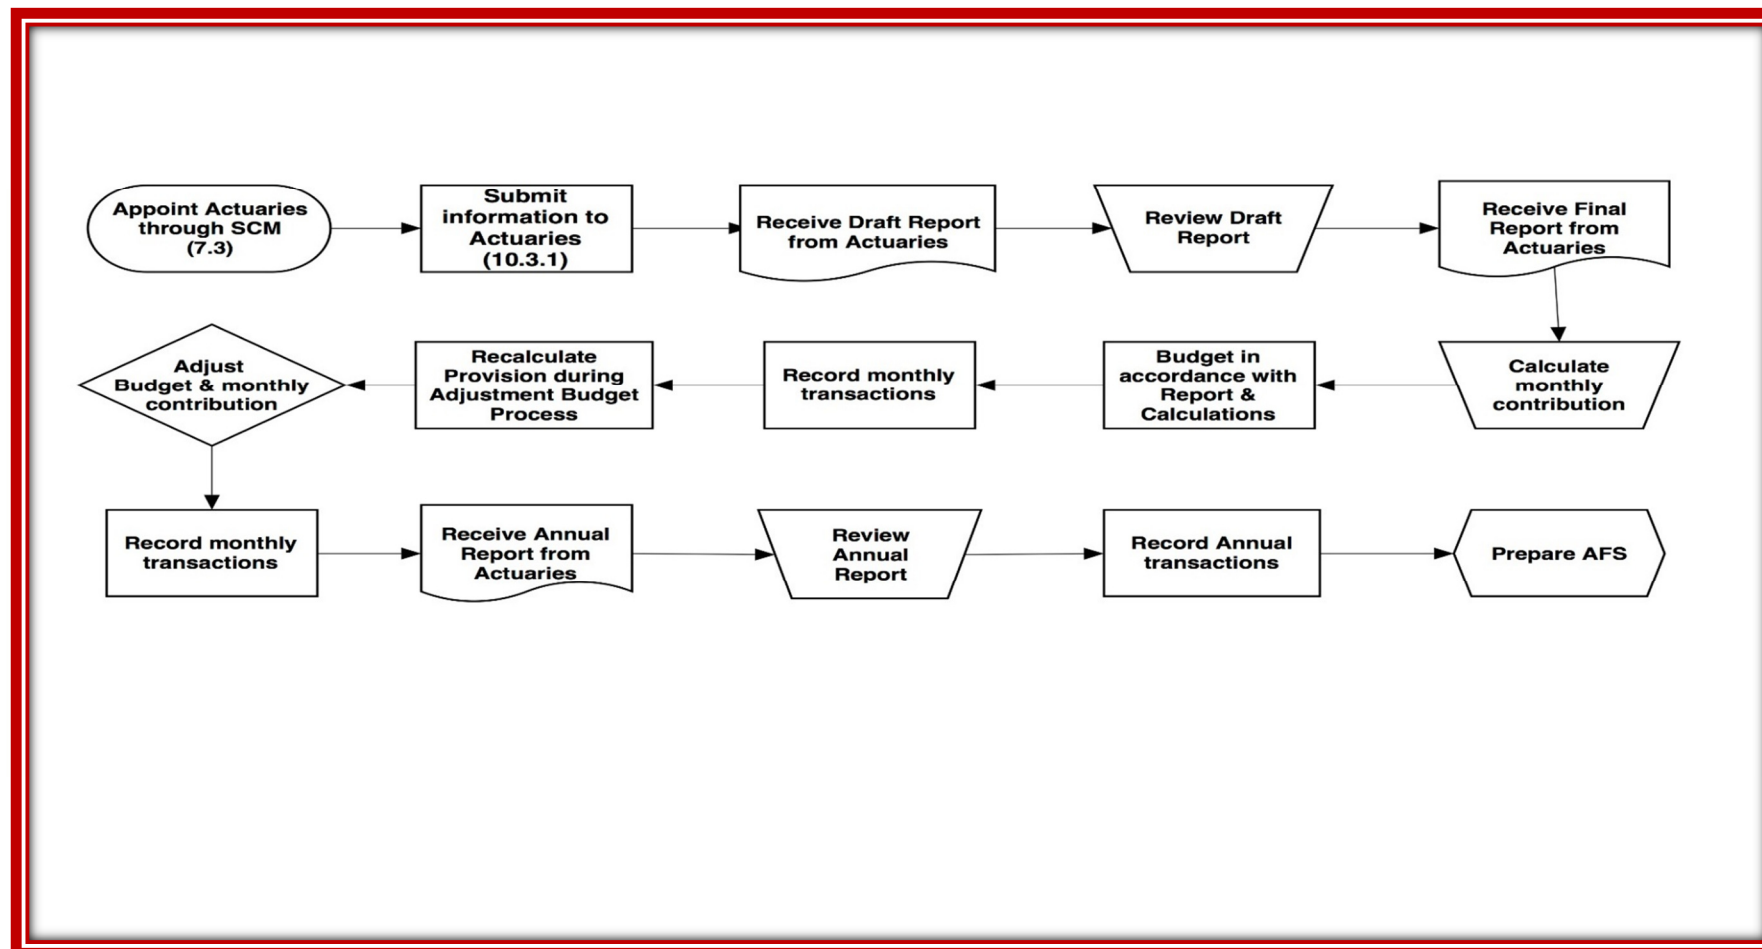 Appoint Actuaries
through SCM
(7.3)
Submit
information to
Actuaries
(10.3.1)
Receive Draft Report
from Actuaries
Review Draft
Report
Receive Final
Report from
Actuaries
Calculate
monthly
contribution
Budget in
accordance with
Report &
Calculations
Record monthly
transactions
Recalculate
Provision during
Adjustment Budget
Process
Adjust
Budget & monthly
contribution
Record monthly
transactions
Receive Annual
Report from
Actuaries
Review
Annual
Report
Record Annual
transactions
Prepare AFS